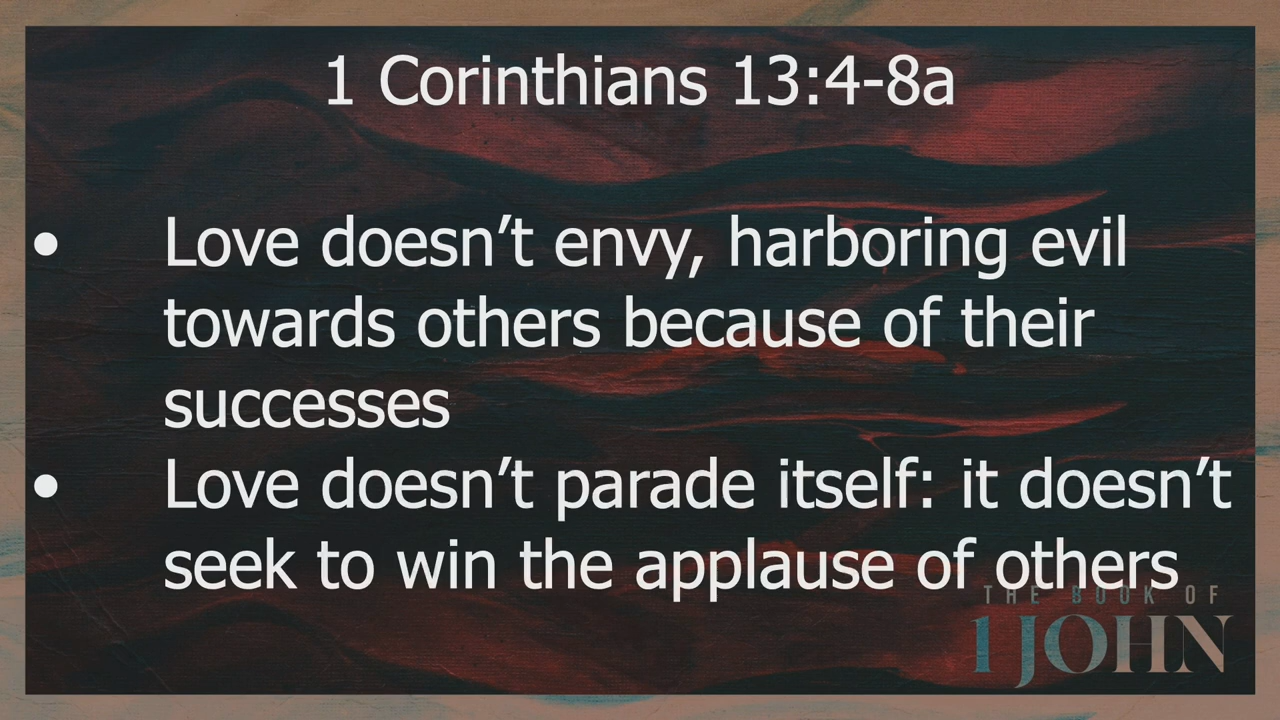 1 Corinthians 13:4-8a
• Love doesn’t envy, harboring evil
towards others because of their
successes
• Love doesn’t parade itself: it doesn’t
seek to win the applause of others
THE BOOK OF
1 JOHN